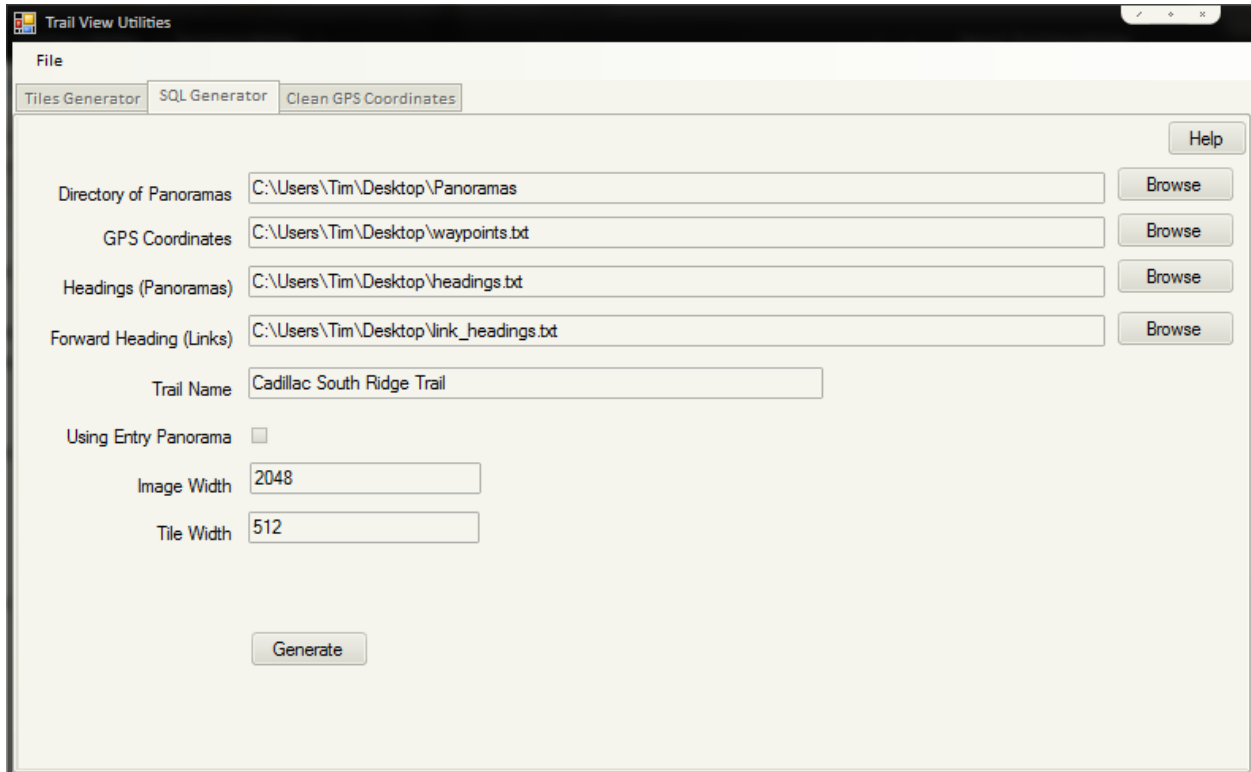 Trail View Utilities
File
Tiles Generator SQL Generator Clean GPS Coordinates
Help
Directory of Panoramas C:\Users\Tim\Desktop\Panoramas Browse
GPS Coordinates C:\Users\Tim\Desktop\waypoints.txt Browse
Headings (Panoramas) C:\Users\Tim\Desktop\headings.txt Browse
Forward Heading (Links) C:\Users\Tim\Desktop\link_headings.txt Browse
Trail Name Cadillac South Ridge Trail
Using Entry Panorama
Image Width 2048
Tile Width 512
Generate